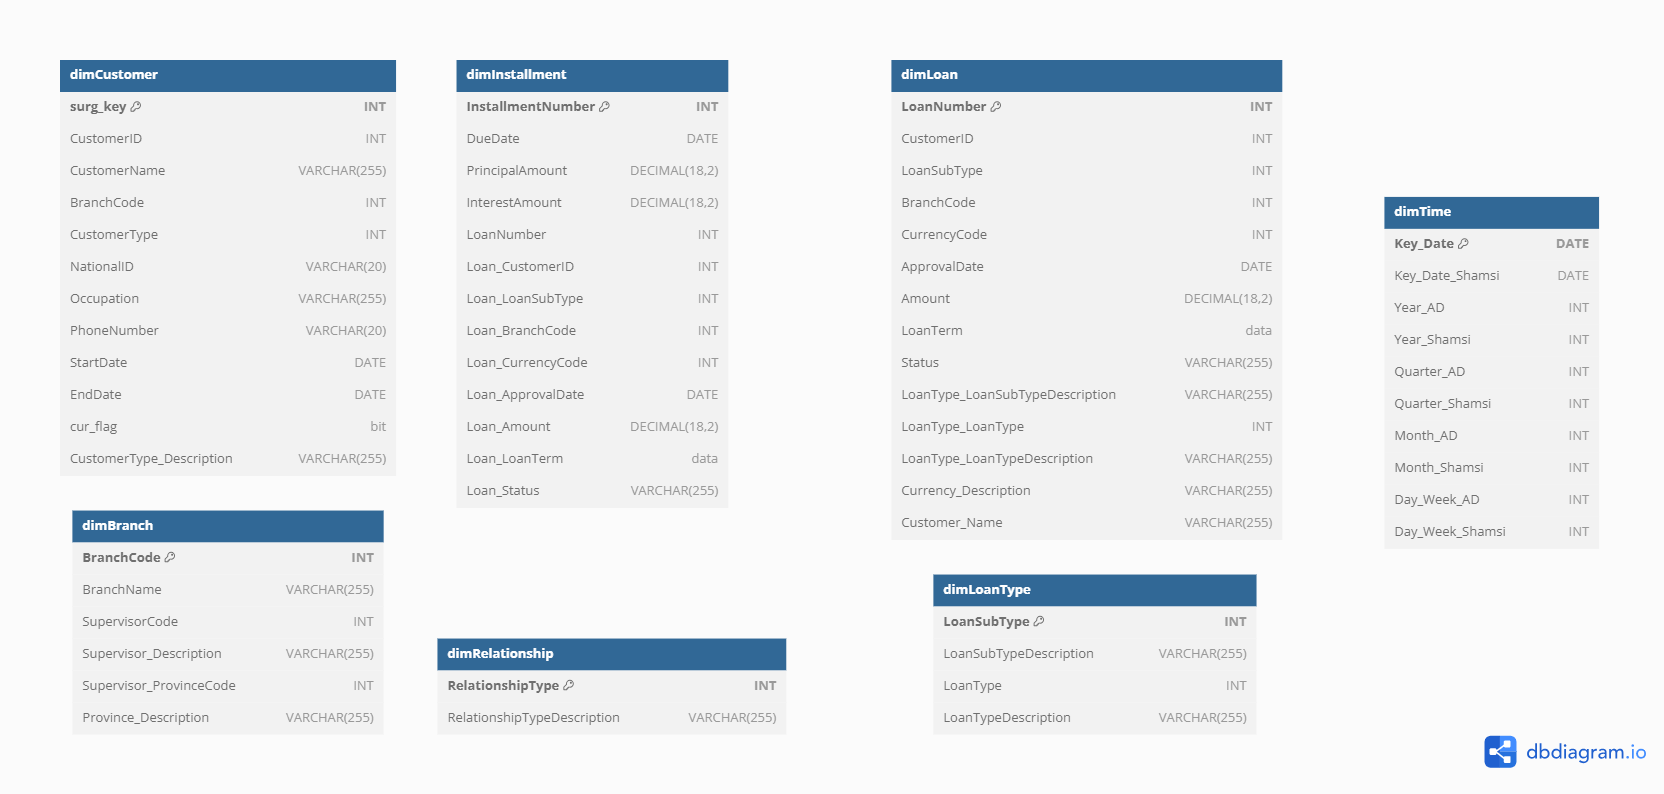 dimCustomer
surg_key INT
CustomerID INT
CustomerName VARCHAR(255)
BranchCode INT
CustomerType INT
NationalID VARCHAR(20)
Occupation VARCHAR(255)
PhoneNumber VARCHAR(20)
StartDate DATE
EndDate DATE
cur_flag bit
CustomerType_Description VARCHAR(255)
dimBranch
BranchCode INT
BranchName VARCHAR(255)
SupervisorCode INT
Supervisor_Description VARCHAR(255)
Supervisor_ProvinceCode INT
Province_Description VARCHAR(255)
dimInstallment
InstallmentNumber INT
DueDate DATE
PrincipalAmount DECIMAL(18,2)
InterestAmount DECIMAL(18,2)
LoanNumber INT
Loan_CustomerID INT
Loan_LoanSubType INT
Loan_BranchCode INT
Loan_CurrencyCode INT
Loan_ApprovalDate DATE
Loan_Amount DECIMAL(18,2)
Loan_LoanTerm data
Loan_Status VARCHAR(255)
dimRelationship
RelationshipType INT
RelationshipTypeDescription VARCHAR(255)
dimLoan
LoanNumber INT
CustomerID INT
LoanSubType INT
BranchCode INT
CurrencyCode INT
ApprovalDate DATE
Amount DECIMAL(18,2)
LoanTerm data
Status VARCHAR(255)
LoanType_LoanSubTypeDescription VARCHAR(255)
LoanType_LoanType INT
LoanType_LoanTypeDescription VARCHAR(255)
Currency_Description VARCHAR(255)
Customer_Name VARCHAR(255)
dimLoanType
LoanSubType INT
LoanSubTypeDescription VARCHAR(255)
LoanType INT
LoanTypeDescription VARCHAR(255)
dimTime
Key_Date DATE
Key_Date_Shamsi DATE
Year_AD INT
Year_Shamsi INT
Quarter_AD INT
Quarter_Shamsi INT
Month_AD INT
Month_Shamsi INT
Day_Week_AD INT
Day_Week_Shamsi INT
dbdiagram.io